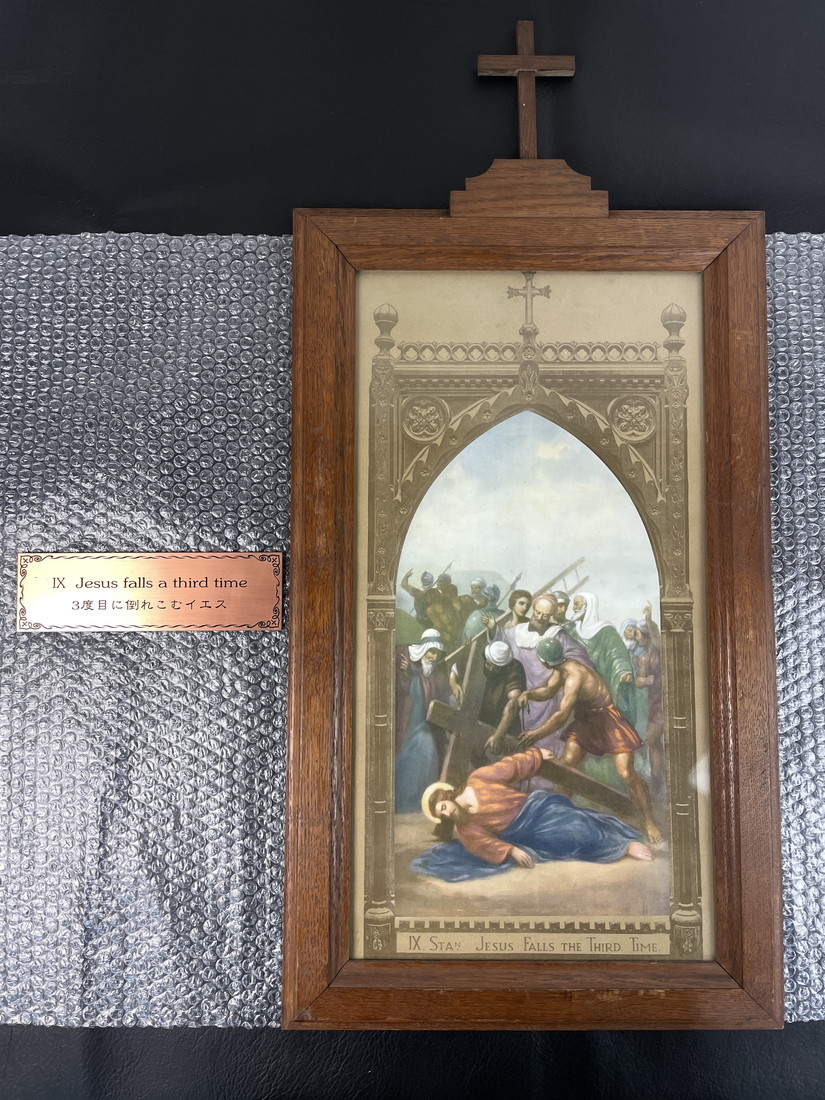 IX Jesus falls a third time
3度目に倒れこむイエス
IX. STAN. JESUS FALLS THE THIRD TIME.